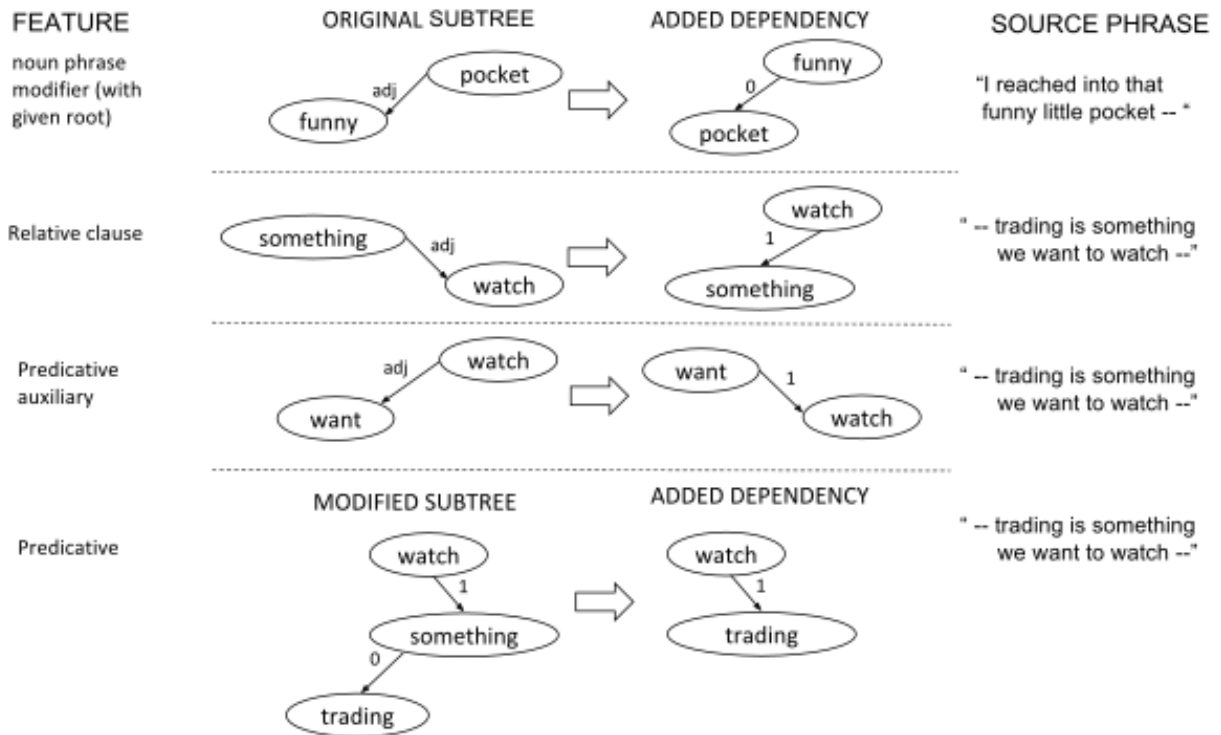 FEATURE
ORIGINAL SUBTREE
ADDED DEPENDENCY
SOURCE PHRASE
noun phrase
modifier (with
given root)
pocket
adj
funny
funny
0
pocket
“I reached into that
funny little pocket -- “
Relative clause
something
adj
watch
watch
1
something
“ -- trading is something
we want to watch --”
Predicative
auxiliary
watch
adj
want
want
1
watch
“ -- trading is something
we want to watch --”
MODIFIED SUBTREE
ADDED DEPENDENCY
Predicative
watch
1
something
0
trading
watch
1
trading
“ -- trading is something
we want to watch --”